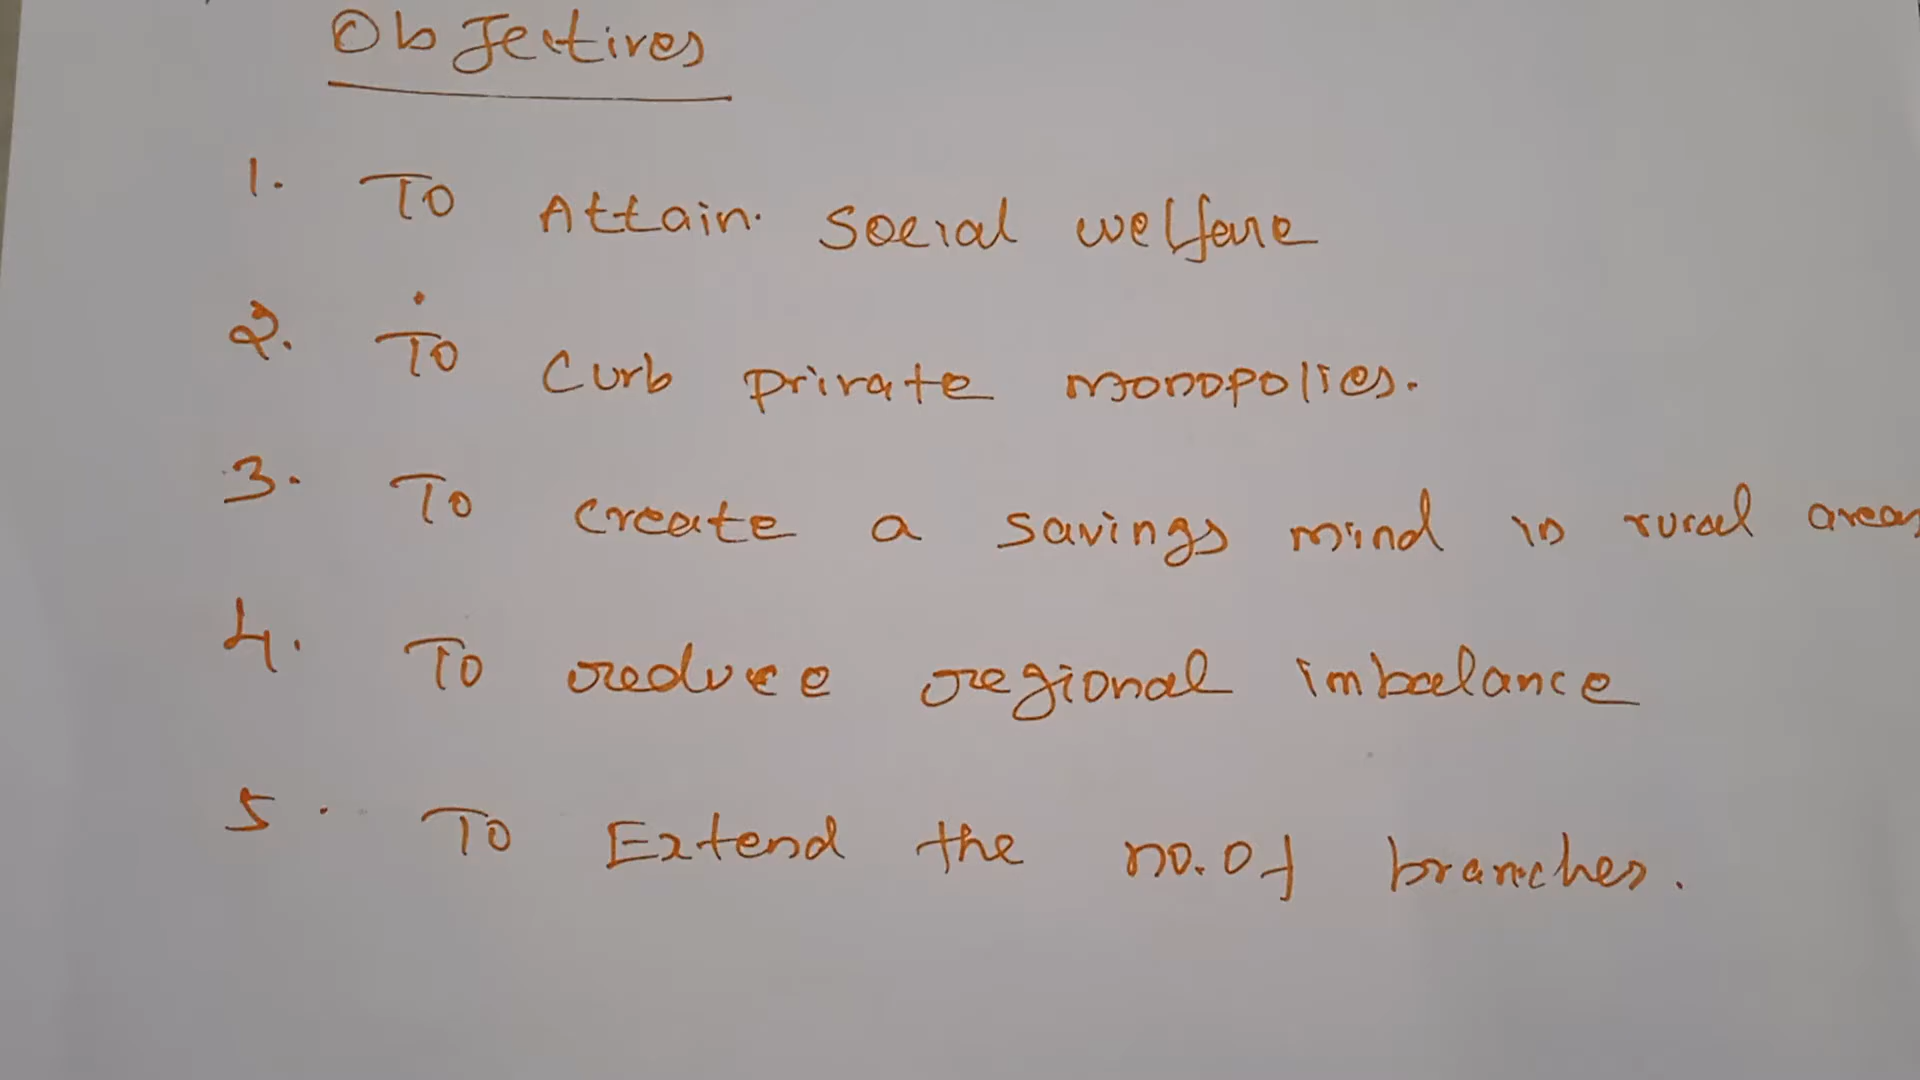 Objectives
1. To Attain. Social welfare
2. To Curb private monopolies.
3. To create a savings mind in rural areas
4. To reduce regional imbalance
5. To Extend the no. of branches.